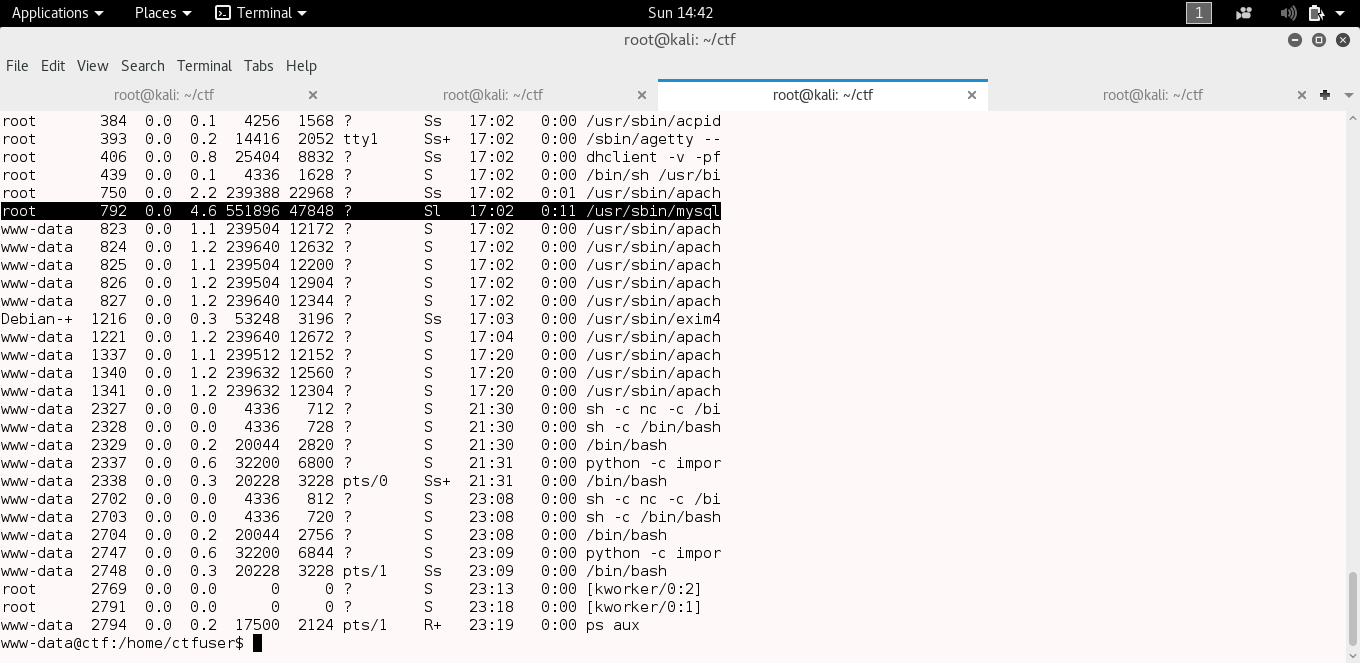 Applications Places Terminal Sun 14:42 1
root@kali: ~/ctf
File Edit View Search Terminal Tabs Help
root@kali: ~/ctf root@kali: ~/ctf root@kali: ~/ctf root@kali: ~/ctf
root       384  0.0  0.1   4256  1568 ?        Ss   17:02   0:00 /usr/sbin/acpid
root       393  0.0  0.2  14416  2052 tty1     Ss+  17:02   0:00 /sbin/agetty --
root       406  0.0  0.8  25404  8832 ?        Ss   17:02   0:00 dhclient -v -pf
root       439  0.0  0.1   4336  1628 ?        S    17:02   0:00 /bin/sh /usr/bi
root       750  0.0  2.2 239388 22968 ?        Ss   17:02   0:01 /usr/sbin/apach
root       792  0.0  4.6 551896 47848 ?        Sl   17:02   0:11 /usr/sbin/mysql
www-data   823  0.0  1.1 239504 12172 ?        S    17:02   0:00 /usr/sbin/apach
www-data   824  0.0  1.2 239640 12632 ?        S    17:02   0:00 /usr/sbin/apach
www-data   825  0.0  1.1 239504 12200 ?        S    17:02   0:00 /usr/sbin/apach
www-data   826  0.0  1.2 239504 12904 ?        S    17:02   0:00 /usr/sbin/apach
www-data   827  0.0  1.2 239640 12344 ?        S    17:02   0:00 /usr/sbin/apach
Debian-+  1216  0.0  0.3  53248  3196 ?        Ss   17:03   0:00 /usr/sbin/exim4
www-data  1221  0.0  1.2 239640 12672 ?        S    17:04   0:00 /usr/sbin/apach
www-data  1337  0.0  1.1 239512 12152 ?        S    17:20   0:00 /usr/sbin/apach
www-data  1340  0.0  1.2 239632 12560 ?        S    17:20   0:00 /usr/sbin/apach
www-data  1341  0.0  1.2 239632 12304 ?        S    17:20   0:00 /usr/sbin/apach
www-data  2327  0.0  0.0   4336   712 ?        S    21:30   0:00 sh -c nc -c /bi
www-data  2328  0.0  0.0   4336   728 ?        S    21:30   0:00 sh -c /bin/bash
www-data  2329  0.0  0.2  20044  2820 ?        S    21:30   0:00 /bin/bash
www-data  2337  0.0  0.6  32200  6800 ?        S    21:31   0:00 python -c impor
www-data  2338  0.0  0.3  20228  3228 pts/0    Ss+  21:31   0:00 /bin/bash
www-data  2702  0.0  0.0   4336   812 ?        S    23:08   0:00 sh -c nc -c /bi
www-data  2703  0.0  0.0   4336   720 ?        S    23:08   0:00 sh -c /bin/bash
www-data  2704  0.0  0.2  20044  2756 ?        S    23:08   0:00 /bin/bash
www-data  2747  0.0  0.6  32200  6844 ?        S    23:09   0:00 python -c impor
www-data  2748  0.0  0.3  20228  3228 pts/1    Ss   23:09   0:00 /bin/bash
root      2769  0.0  0.0      0     0 ?        S    23:13   0:00 [kworker/0:2]
root      2791  0.0  0.0      0     0 ?        S    23:18   0:00 [kworker/0:1]
www-data  2794  0.0  0.2  17500  2124 pts/1    R+   23:19   0:00 ps aux
www-data@ctf:/home/ctfuser$